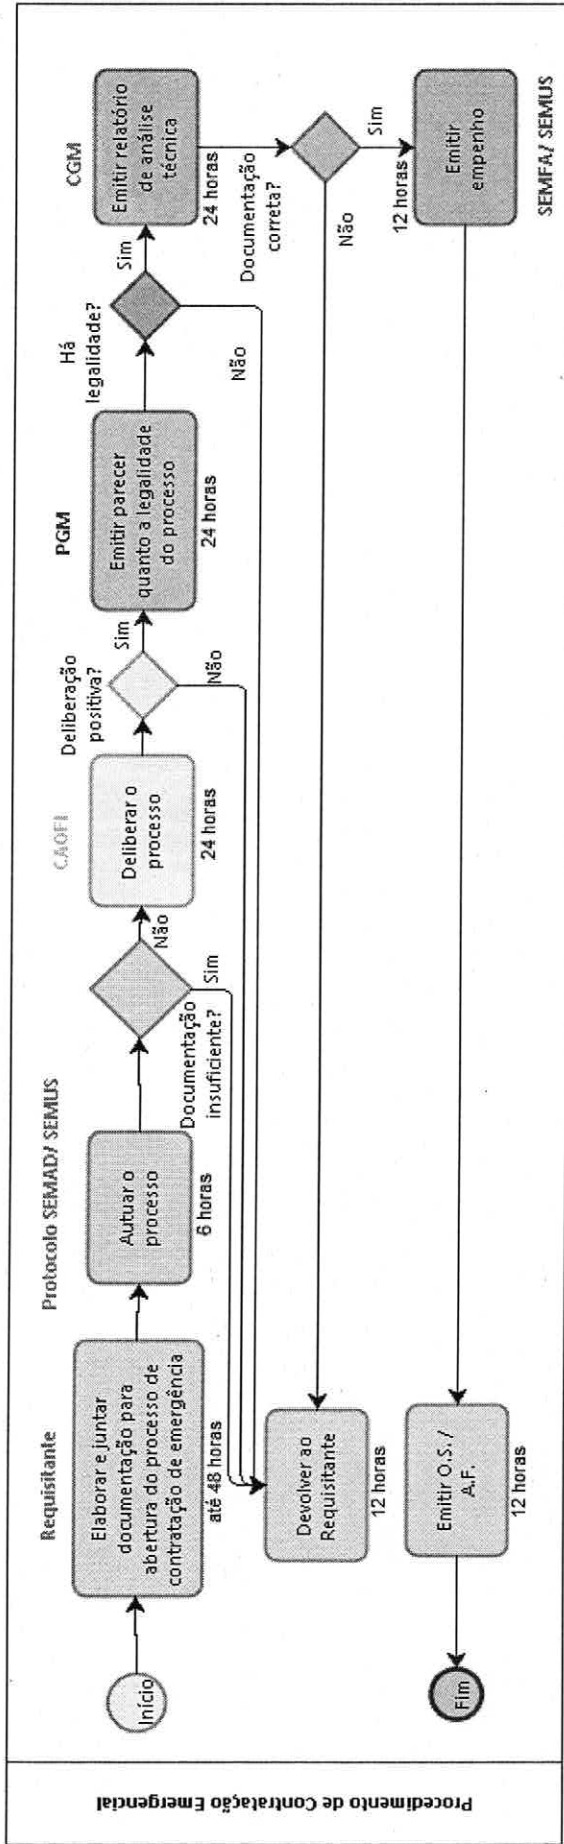 Procedimento de Contratação Emergencial
Início
Requisitante
Elaborar e juntar
documentação para
abertura do processo de
contratação de emergência
até 48 horas
Protocolo SEMAD/ SEMUS
Autuar o
processo
6 horas
Documentação
insuficiente?
Não
Sim
CAOFI
Deliberar o
processo
24 horas
Deliberação
positiva?
Sim
Não
PGM
Emitir parecer
quanto a legalidade
do processo
24 horas
Há
legalidade?
Sim
Não
CGM
Emitir relatório
de análise
técnica
24 horas
Documentação
correta?
Sim
Não
12 horas
Emitir
empenho
SEMFA/ SEMUS
Devolver ao
Requisitante
12 horas
Emitir O.S./
A.F.
12 horas
Fim